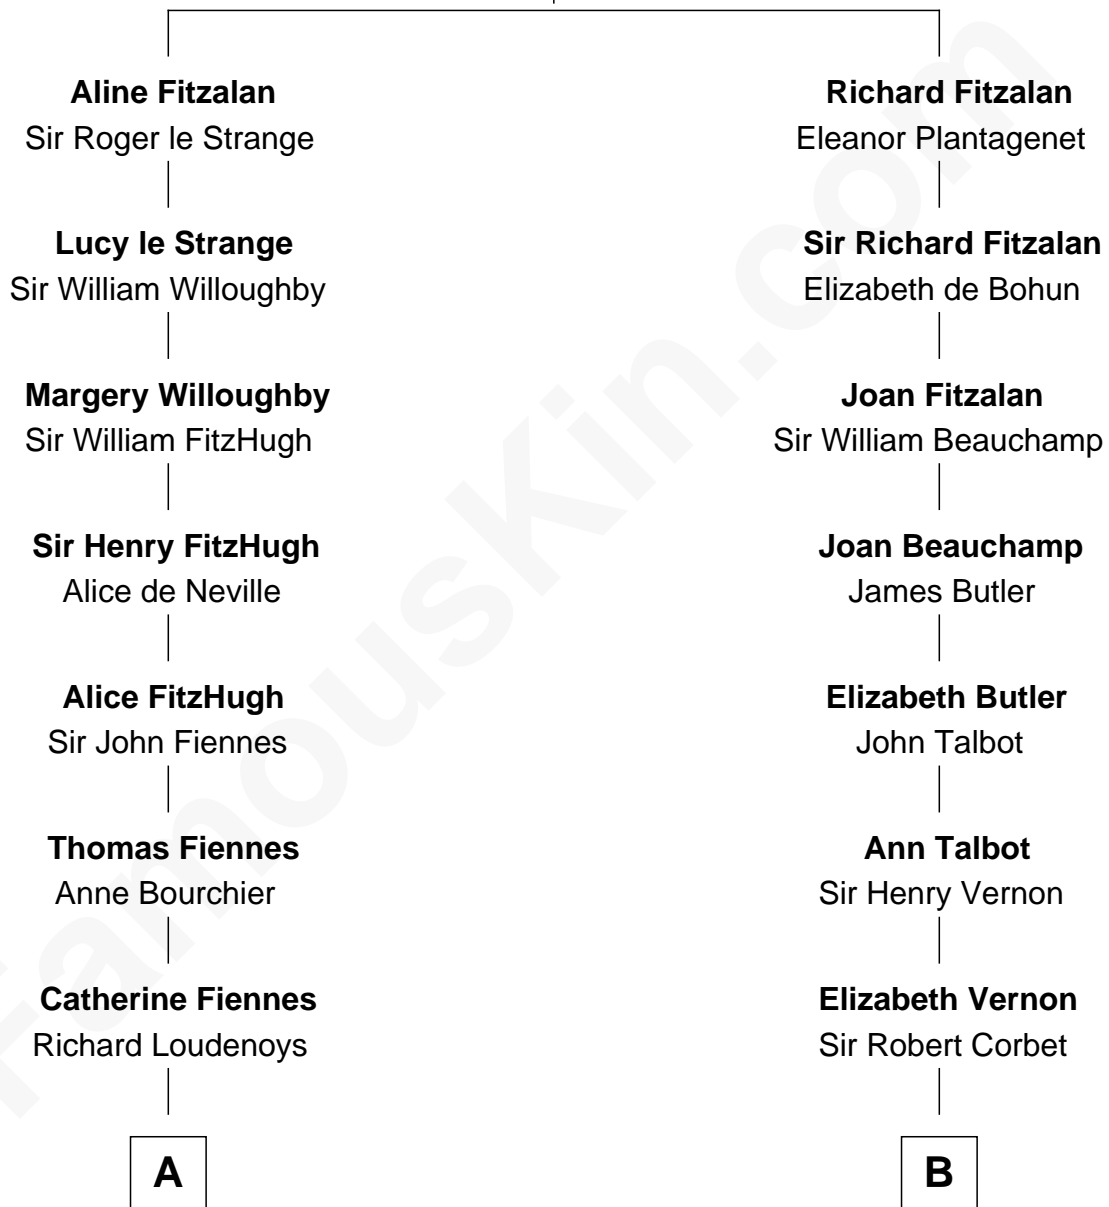 Aline Fitzalan
Sir Roger le Strange
Lucy le Strange
Sir William Willoughby
Margery Willoughby
Sir William FitzHugh
Sir Henry FitzHugh
Alice de Neville
Alice FitzHugh
Sir John Fiennes
Thomas Fiennes
Anne Bourchier
Catherine Fiennes
Richard Loudenoys
A
Richard Fitzalan
Eleanor Plantagenet
Sir Richard Fitzalan
Elizabeth de Bohun
Joan Fitzalan
Sir William Beauchamp
Joan Beauchamp
James Butler
Elizabeth Butler
John Talbot
Ann Talbot
Sir Henry Vernon
Elizabeth Vernon
Sir Robert Corbet
B
FamousKin.com